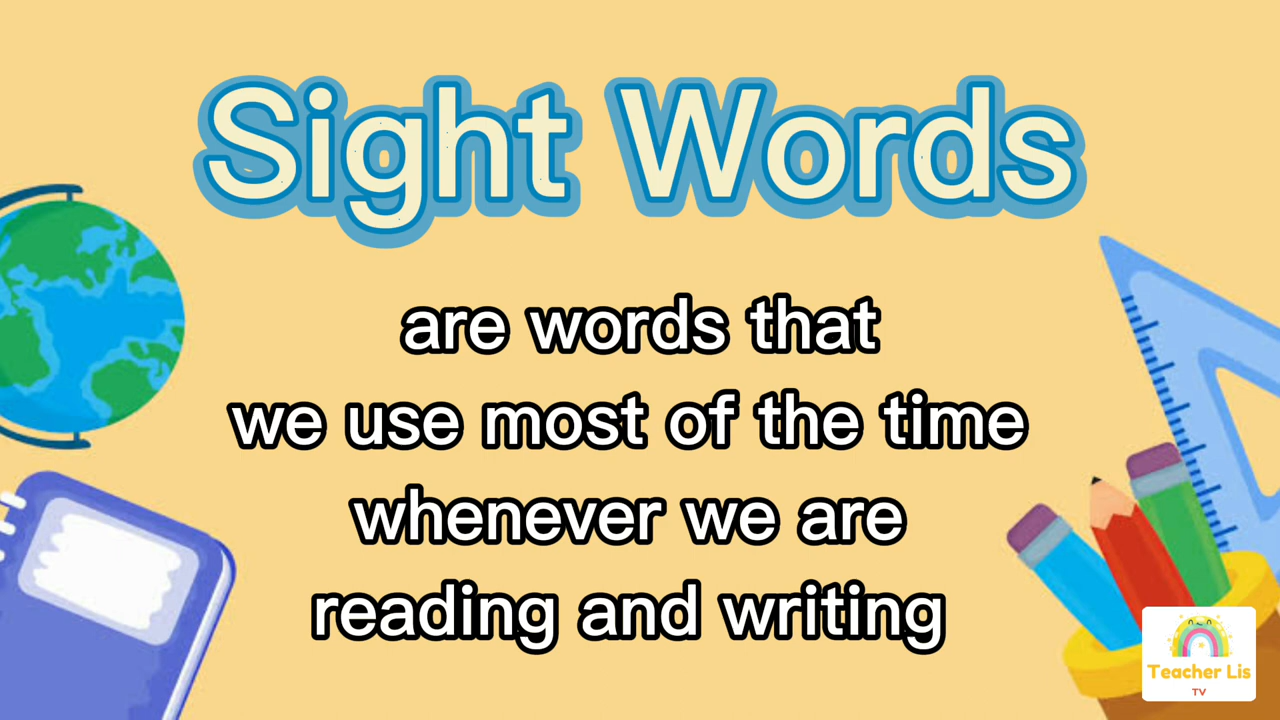 Sight Words
are words that
we use most of the time
whenever we are
reading and writing
Teacher Lis
TV